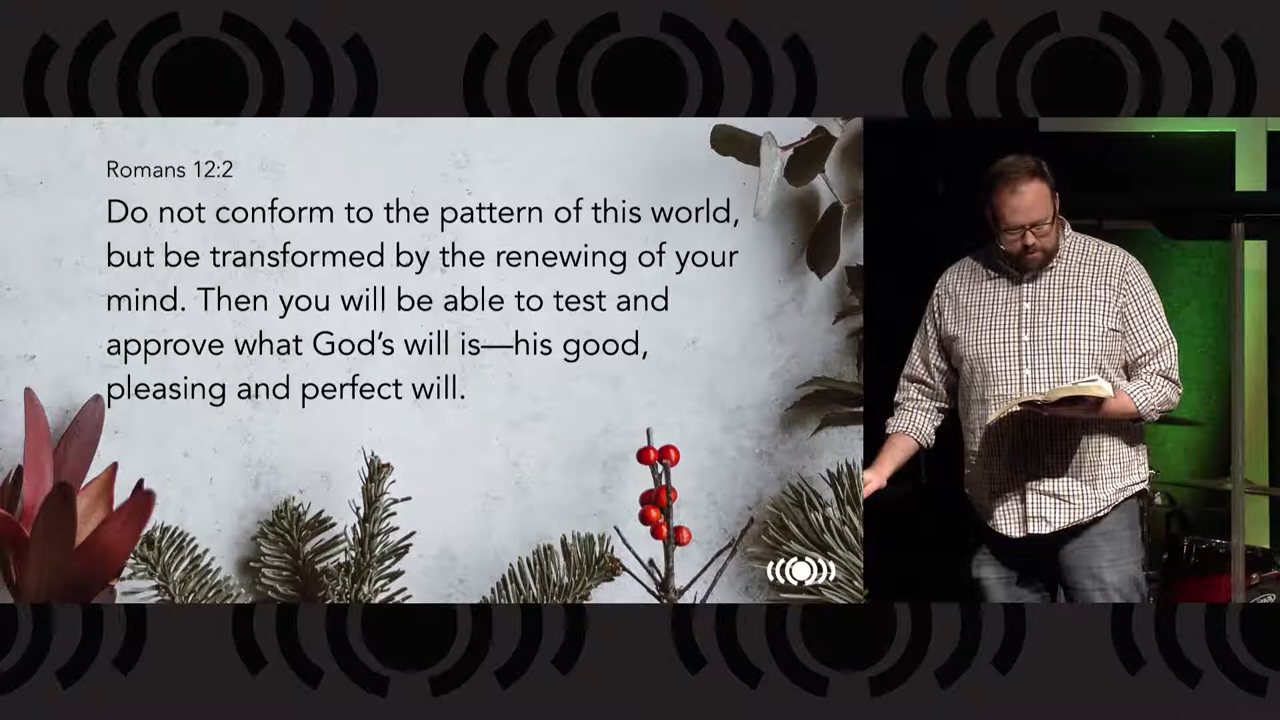 Romans 12:2
Do not conform to the pattern of this world,
but be transformed by the renewing of your
mind. Then you will be able to test and
approve what God’s will is—his good,
pleasing and perfect will.